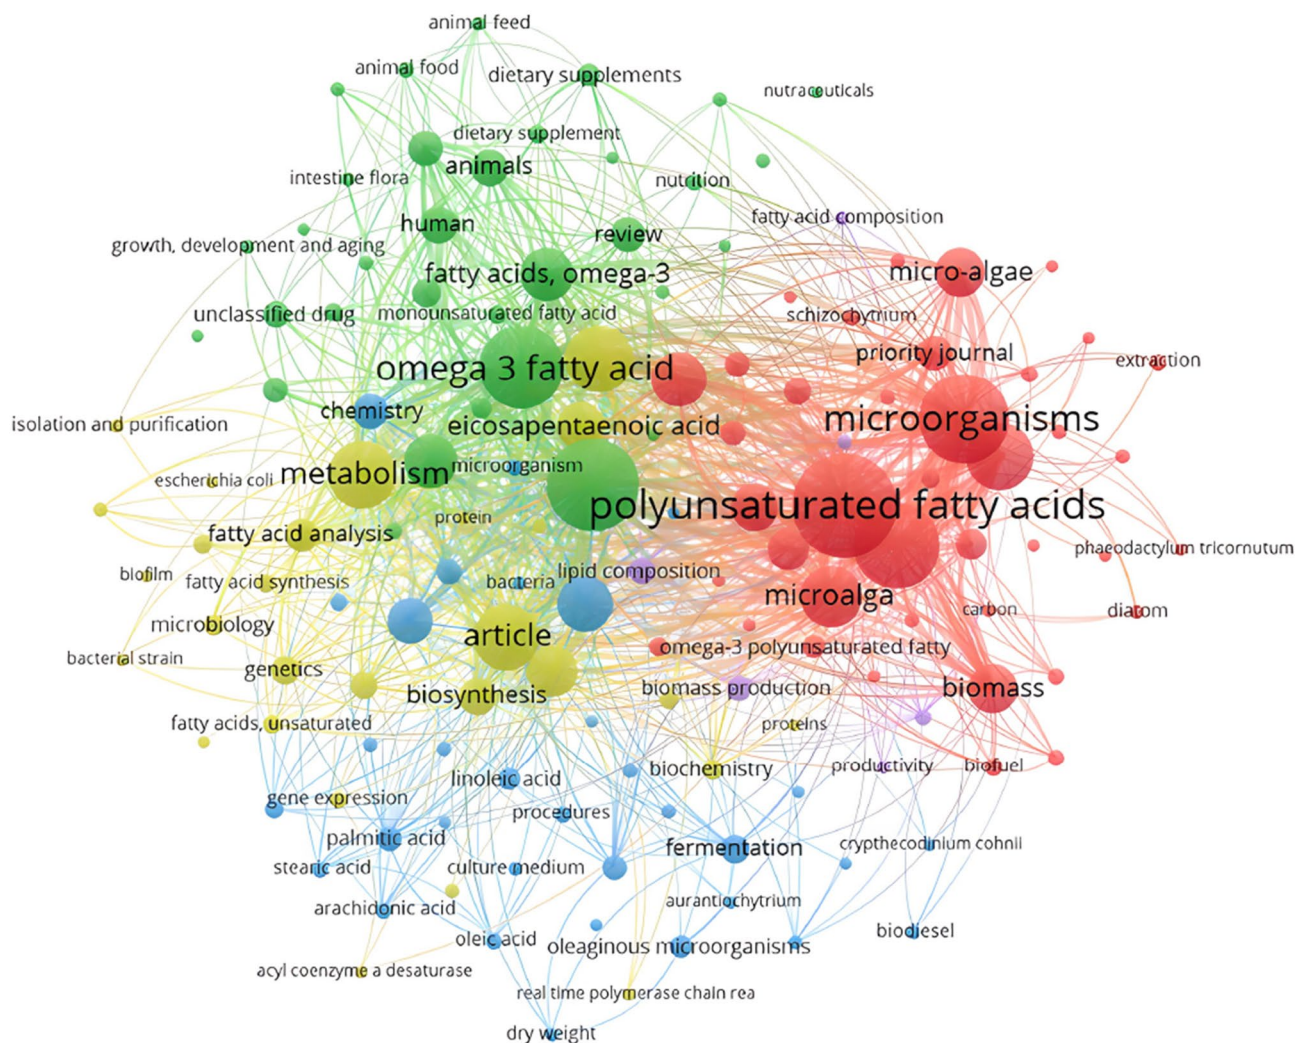 animal feed
animal food
dietary supplements
nutraceuticals
dietary supplement
animals
intestine flora
nutrition
fatty acid composition
human
review
growth, development and aging
fatty acids, omega-3
micro-algae
unclassified drug
monounsaturated fatty acid
schizochytrium
priority journal
extraction
omega 3 fatty acid
chemistry
isolation and purification
eicosapentaenoic acid
microorganisms
metabolism
microorganism
escherichia coli
polyunsaturated fatty acids
protein
fatty acid analysis
phaeodactylum tricornutum
biofilm
fatty acid synthesis
bacteria
lipid composition
microalga
carbon
diatom
microbiology
article
bacterial strain
genetics
omega-3 polyunsaturated fatty
biosynthesis
biomass production
biomass
fatty acids, unsaturated
proteins
linoleic acid
biochemistry
productivity
biofuel
gene expression
procedures
palmitic acid
fermentation
crypthecodinium cohnii
stearic acid
culture medium
arachidonic acid
aurantiochytrium
oleic acid
oleaginous microorganisms
biodiesel
acyl coenzyme a desaturase
real time polymerase chain rea
dry weight